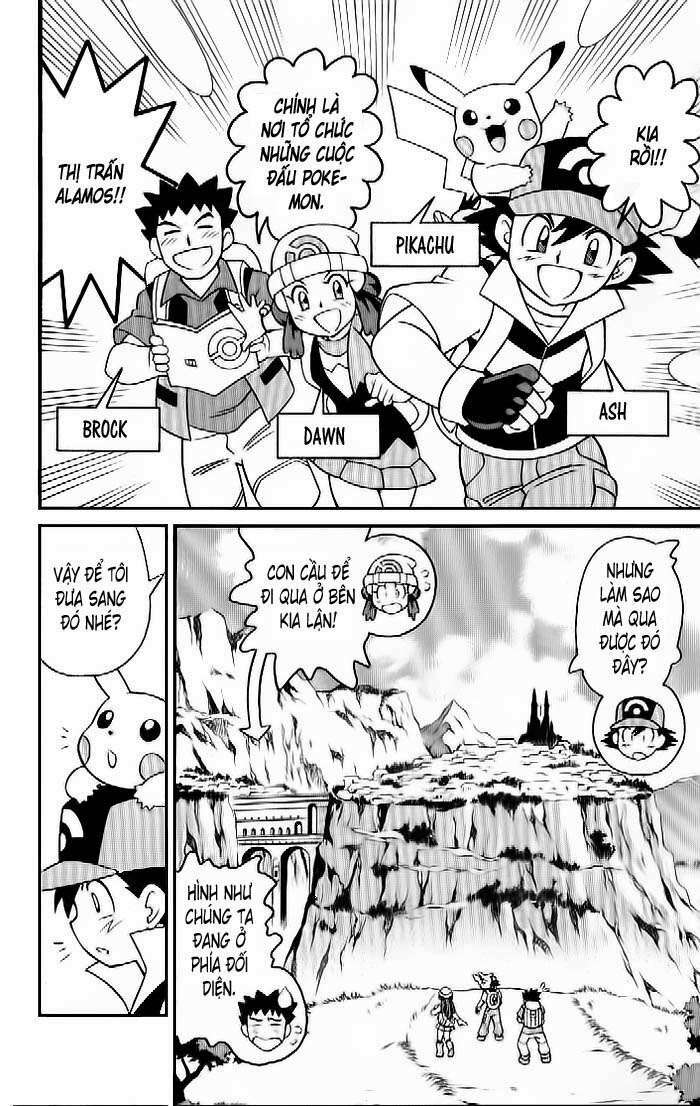 KIA
RỒI!!
CHÍNH LÀ
NƠI TỔ CHỨC
NHỮNG CUÔC
ĐẤU POKE-
MON.
THỊ TRẤN
ALAMOS!!
PIKACHU
ASH
DAWN
BROCK
NHƯNG
LÀM SAO
MÀ QUA
ĐƯỢC ĐÓ
ĐÂY?
CON CẦU ĐỂ
ĐI QUA Ở BÊN
KIA LẬN!
HÌNH NHƯ
CHÚNG TA
ĐANG Ở
PHÍA ĐỐI
DIỆN.
VẬY ĐỂ TÔI
ĐƯA SANG
ĐÓ NHÉ?